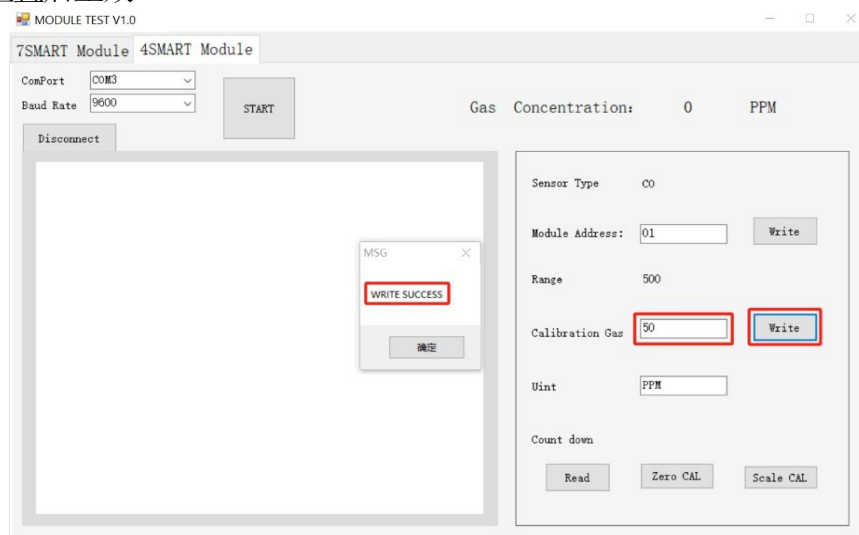 MODULE TEST V1.0
7SMART Module 4SMART Module
ComPort COM3
Baud Rate 9600
START
Gas Concentration: 0 PPM
Disconnect
Sensor Type CO
Module Address: 01 Write
MSG
Range 500
WRITE SUCCESS
Calibration Gas 50 Write
确定
Uint PPM
Count down
Read Zero CAL Scale CAL